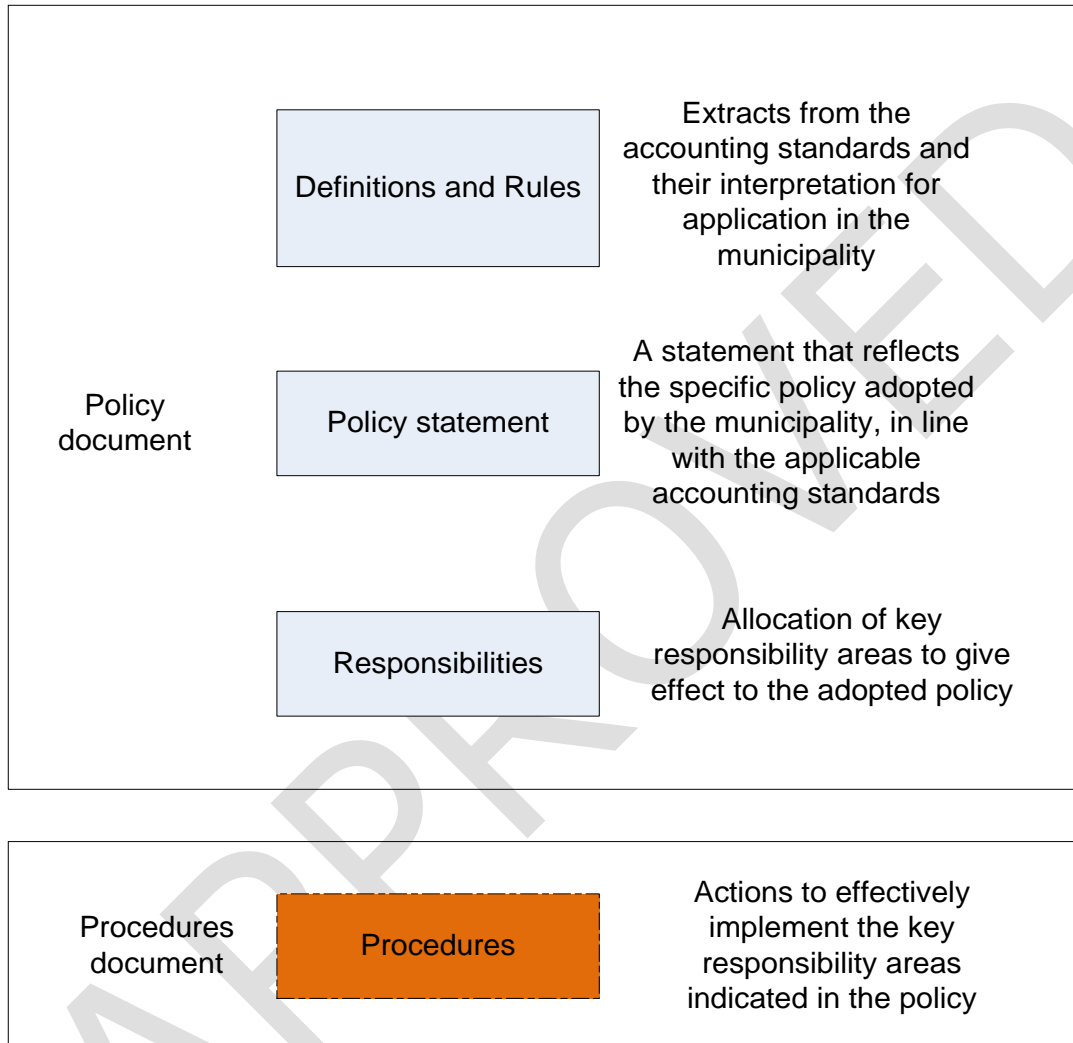 Definitions and Rules
Extracts from the
accounting standards and
their interpretation for
application in the
municipality
Policy
document
Policy statement
A statement that reflects
the specific policy adopted
by the municipality, in line
with the applicable
accounting standards
Responsibilities
Allocation of key
responsibility areas to give
effect to the adopted policy
Procedures
document
Procedures
Actions to effectively
implement the key
responsibility areas
indicated in the policy
APPROVED